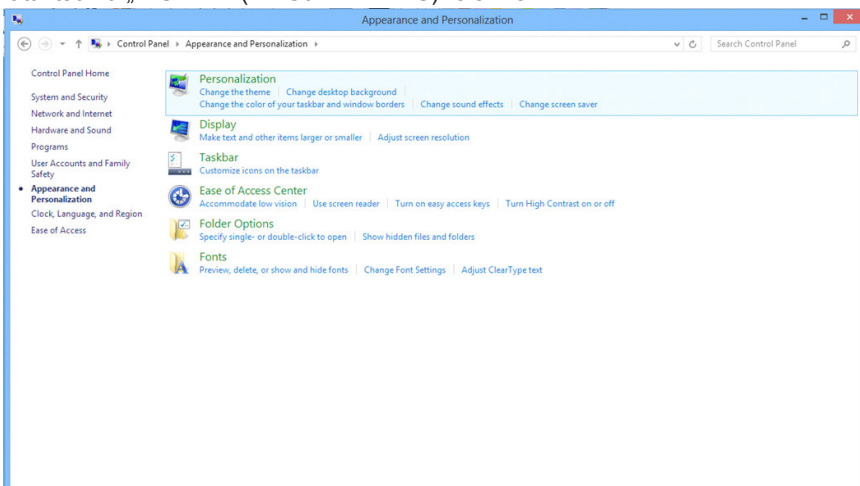 Appearance and Personalization
Control Panel ▸ Appearance and Personalization ▸
Search Control Panel
Control Panel Home
System and Security
Network and Internet
Hardware and Sound
Programs
User Accounts and Family
Safety
Appearance and
Personalization
Clock, Language, and Region
Ease of Access
Personalization
Change the theme | Change desktop background
Change the color of your taskbar and window borders | Change sound effects | Change screen saver
Display
Make text and other items larger or smaller | Adjust screen resolution
Taskbar
Customize icons on the taskbar
Ease of Access Center
Accommodate low vision | Use screen reader | Turn on easy access keys | Turn High Contrast on or off
Folder Options
Specify single- or double-click to open | Show hidden files and folders
Fonts
Preview, delete, or show and hide fonts | Change Font Settings | Adjust ClearType text